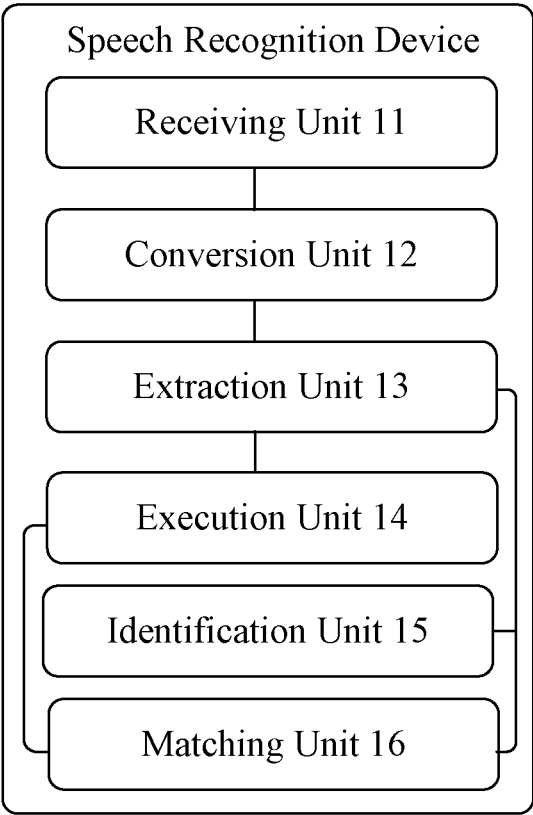 Speech Recognition Device
Receiving Unit 11
Conversion Unit 12
Extraction Unit 13
Execution Unit 14
Identification Unit 15
Matching Unit 16